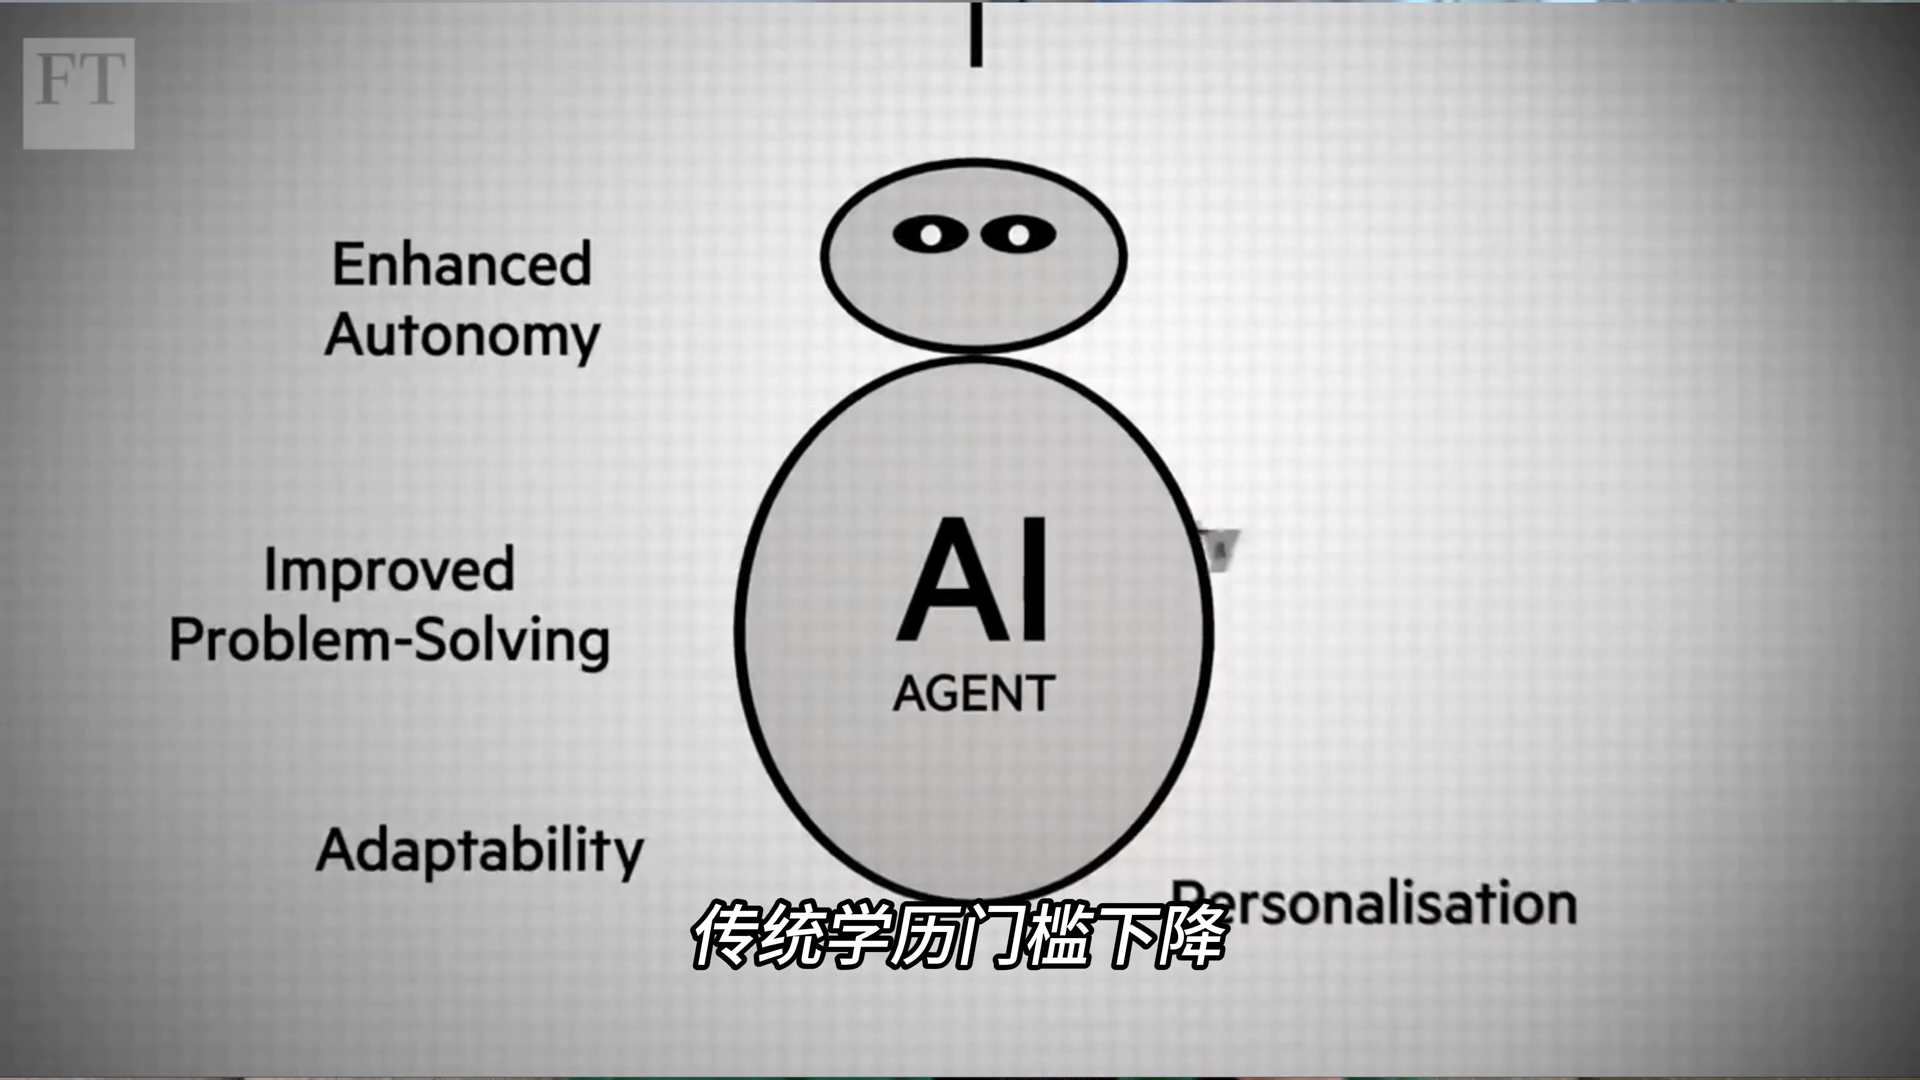 FT
Enhanced
Autonomy
Improved
Problem-Solving
AI
AGENT
Adaptability
Personalisation
传统学历门槛下降